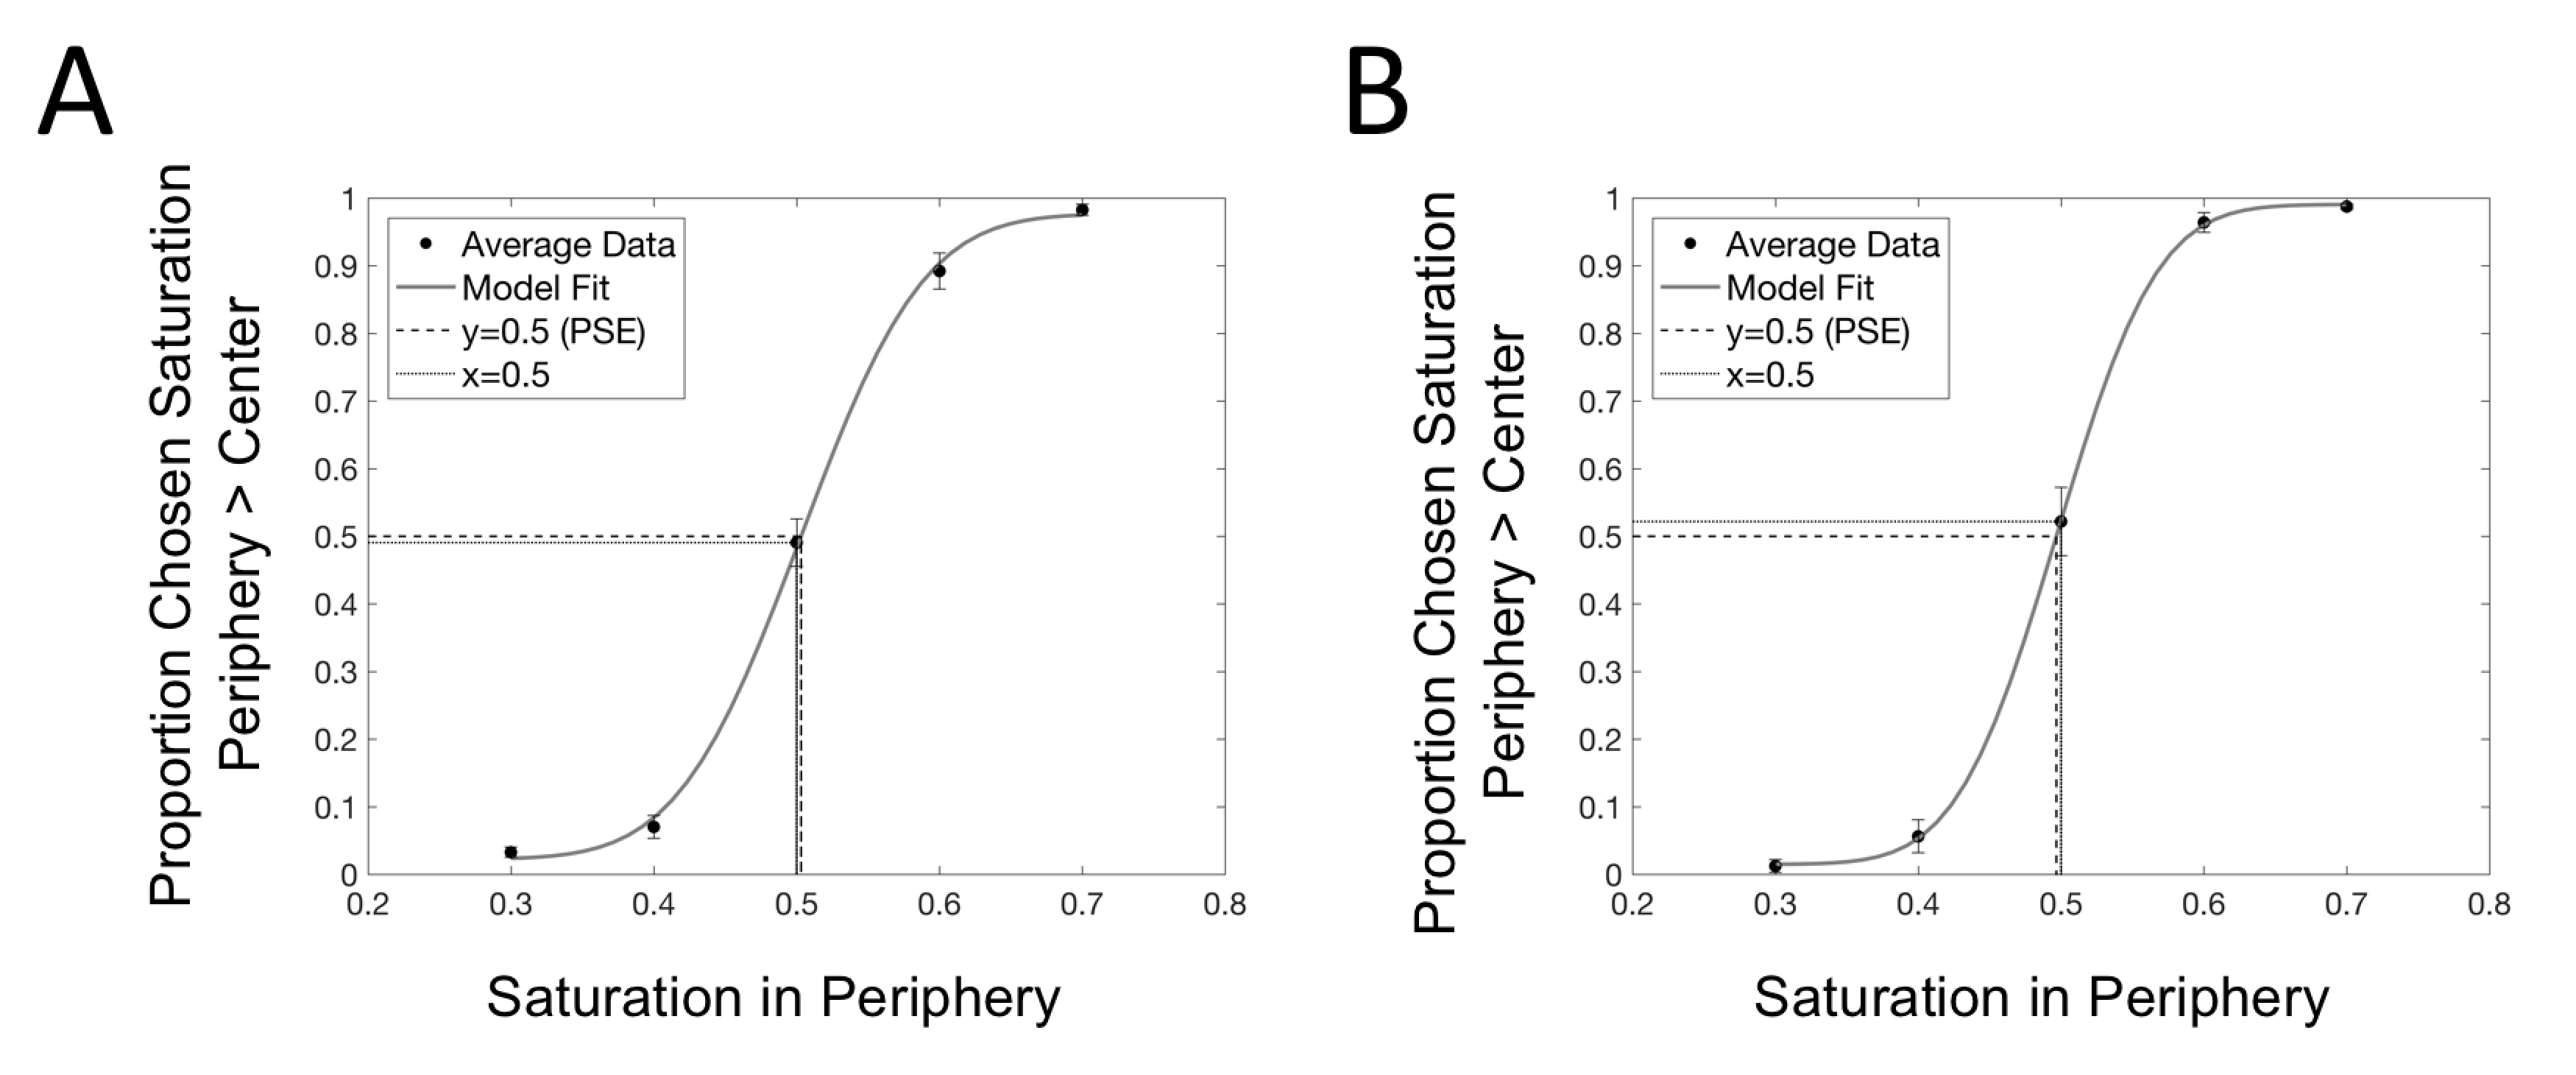 A
Proportion Chosen Saturation
Periphery > Center
1
0.9
0.8
0.7
0.6
0.5
0.4
0.3
0.2
0.1
0
Average Data
Model Fit
y=0.5 (PSE)
x=0.5
0.2 0.3 0.4 0.5 0.6 0.7 0.8
Saturation in Periphery
B
Proportion Chosen Saturation
Periphery > Center
1
0.9
0.8
0.7
0.6
0.5
0.4
0.3
0.2
0.1
0
Average Data
Model Fit
y=0.5 (PSE)
x=0.5
0.2 0.3 0.4 0.5 0.6 0.7 0.8
Saturation in Periphery